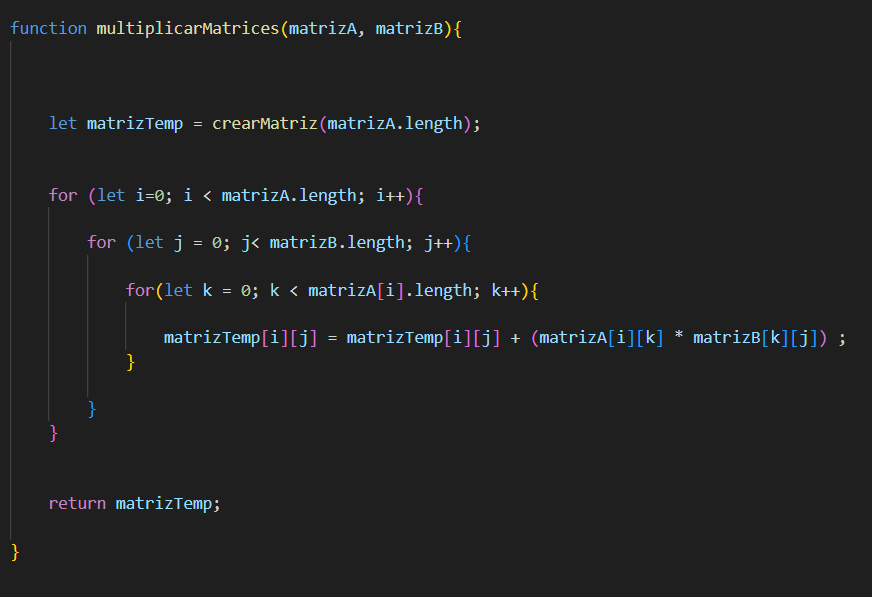 function multiplicarMatrices(matrizA, matrizB){
let matrizTemp = crearMatriz(matrizA.length);
for (let i=0; i < matrizA.length; i++){
for (let j = 0; j< matrizB.length; j++){
for(let k = 0; k < matrizA[i].length; k++){
matrizTemp[i][j] = matrizTemp[i][j] + (matrizA[i][k] * matrizB[k][j]) ;
}
}
}
return matrizTemp;
}